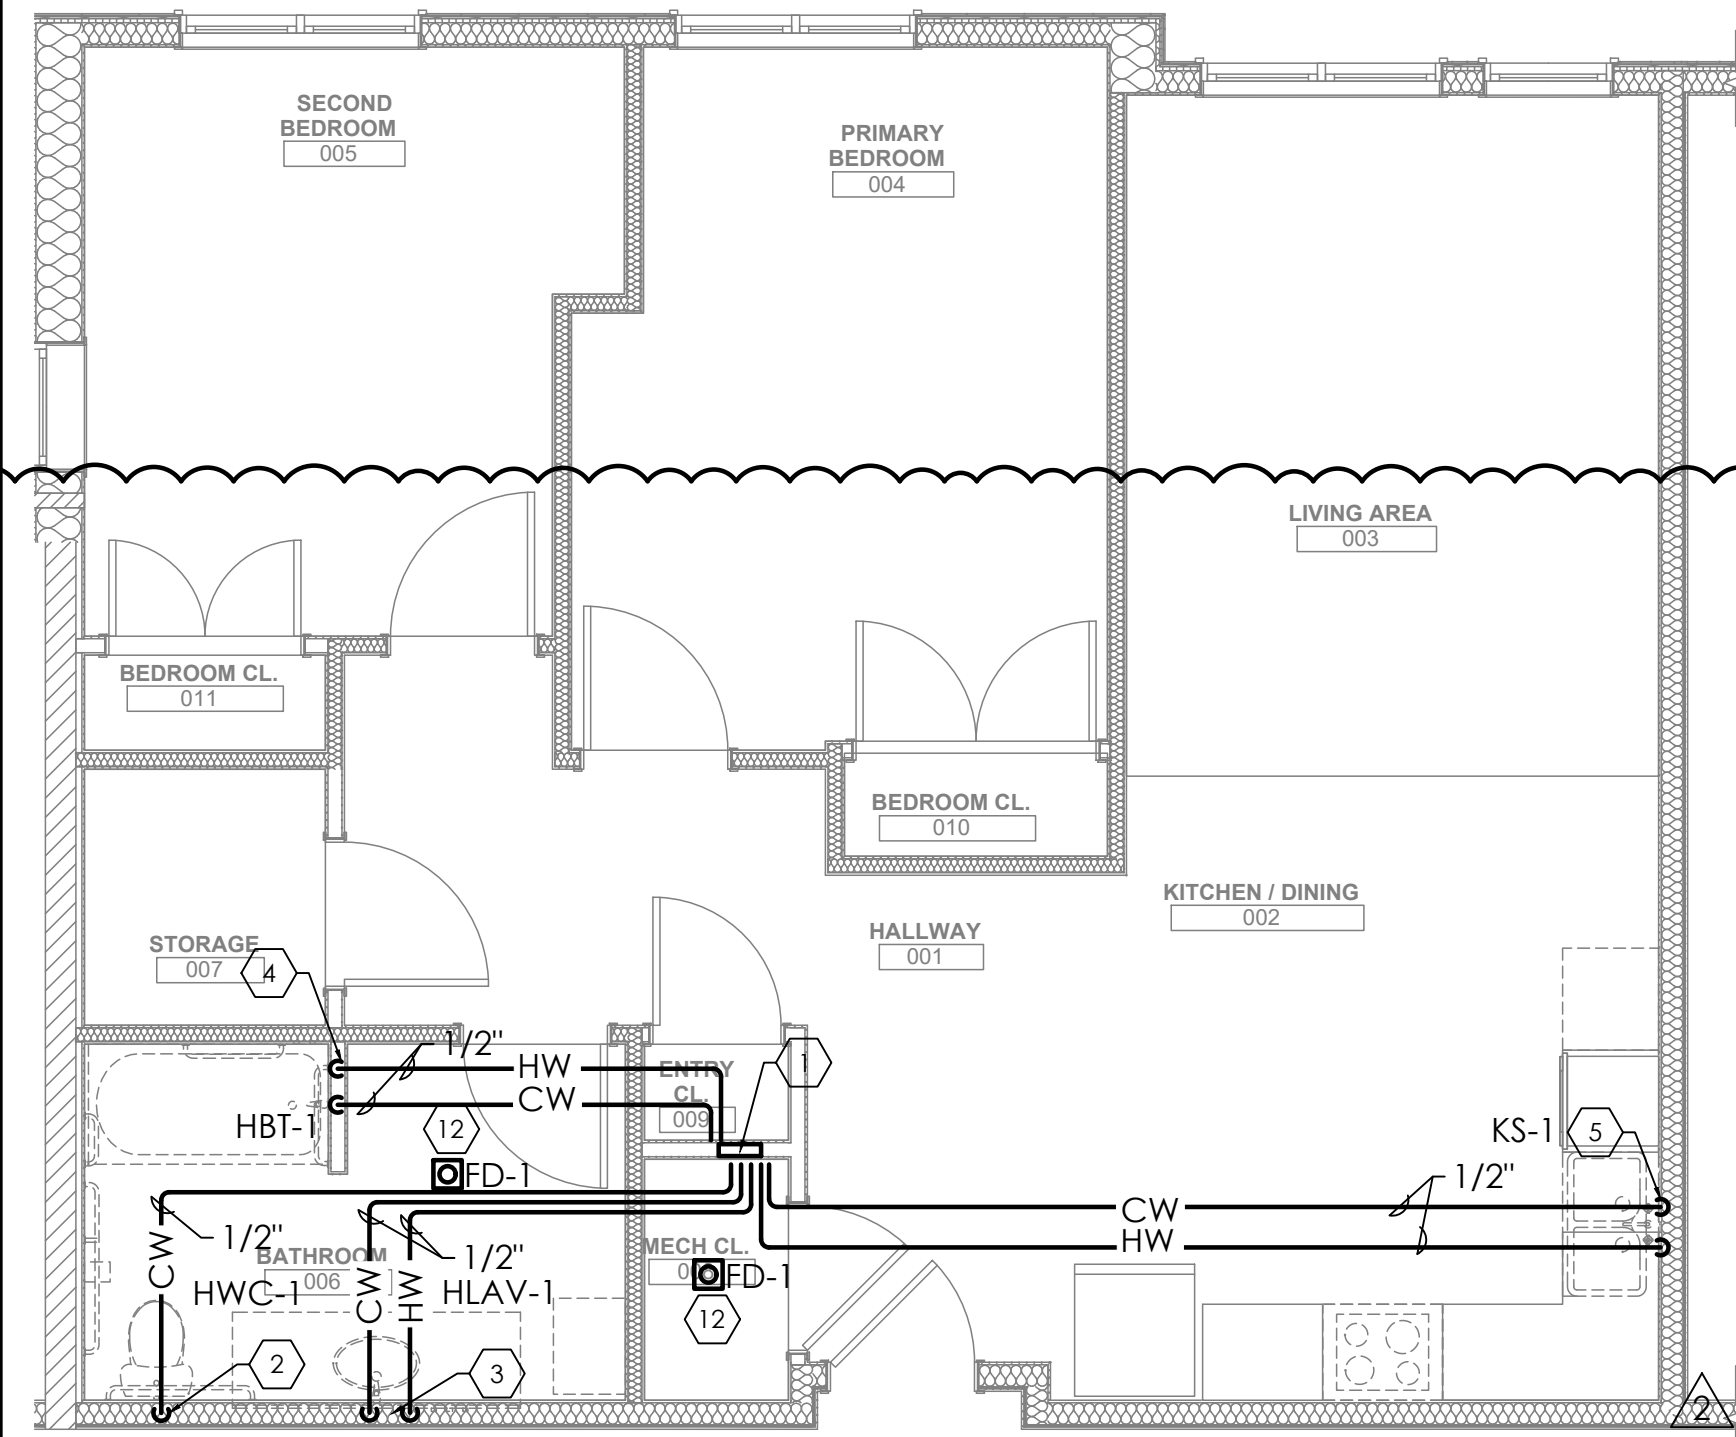 SECOND
BEDROOM
005
PRIMARY
BEDROOM
004
LIVING AREA
003
BEDROOM CL.
011
BEDROOM CL.
010
KITCHEN / DINING
002
HALLWAY
001
STORAGE
007
4
1/2"
HW
ENTRY
CL.
009
1
CW
HBT-1
12
KS-1
5
FD-1
1/2"
CW
HW
CW
1/2"
BATHROOM
006
HWC-1
CW
HW
1/2"
HLAV-1
MECH CL.
FD-1
12
2
3
2